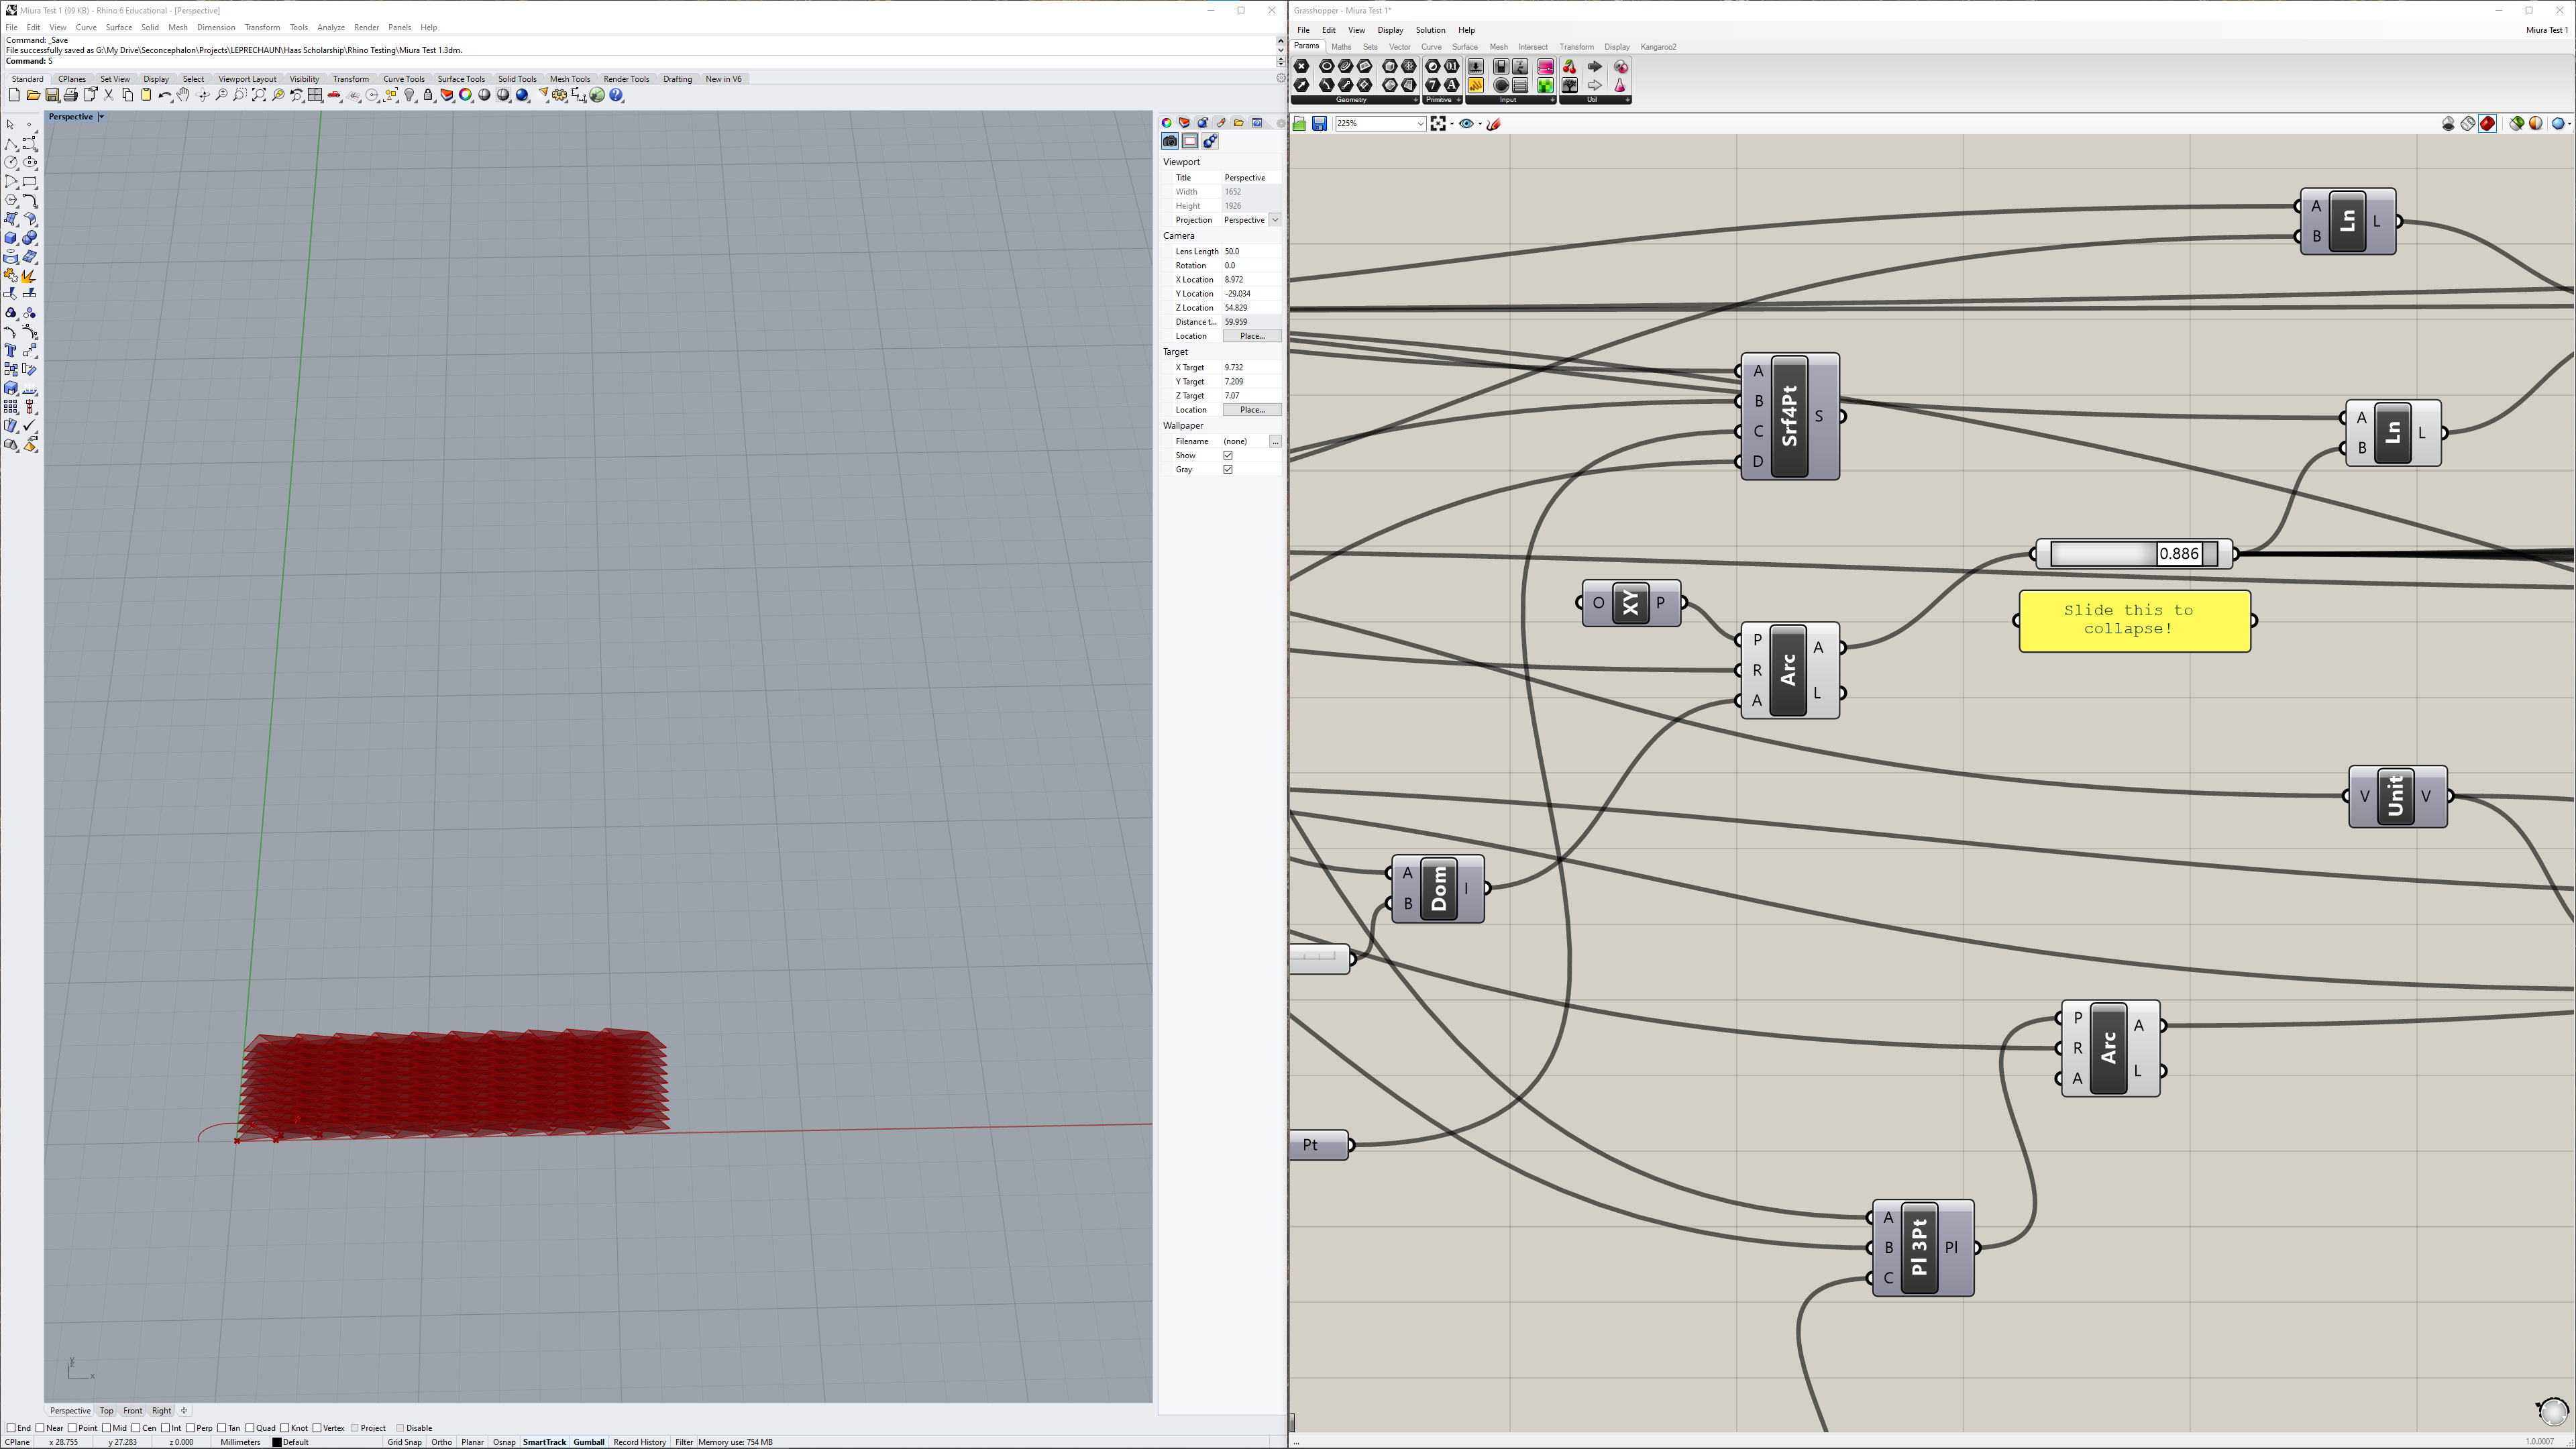 Miura Test 1 (99 KB) - Rhino 6 Educational - [Perspective]
File Edit View Curve Surface Solid Mesh Dimension Transform Tools Analyze Render Panels Help
Command: _Save
File successfully saved as G:\My Drive\Seconcephalon\Projects\LEPRECHAUN\Haas Scholarship\Rhino Testing\Miura Test 1.3dm.
Command: S
Standard CPlanes Set View Display Select Viewport Layout Visibility Transform Curve Tools Surface Tools Solid Tools Mesh Tools Render Tools Drafting New in V6
Perspective
Viewport
Title Perspective
Width 1652
Height 1926
Projection Perspective
Camera
Lens Length 50.0
Rotation 0.0
X Location 8.972
Y Location -29.034
Z Location 54.829
Distance t... 59.959
Location Place...
Target
X Target 9.732
Y Target 7.209
Z Target 7.07
Location Place...
Wallpaper
Filename (none) ...
Show
Gray
y
x
Perspective Top Front Right
End Near Point Mid Cen Int Perp Tan Quad Knot Vertex Project Disable
CPlane x 28.755 y 27.283 z 0.000 Millimeters Default Grid Snap Ortho Planar Osnap SmartTrack Gumball Record History Filter Memory use: 754 MB
Grasshopper - Miura Test 1*
File Edit View Display Solution Help Miura Test 1
Params Maths Sets Vector Curve Surface Mesh Intersect Transform Display Kangaroo2
Geometry Primitive Input Util
225%
A B Ln L
A B C D Srf4Pt S
A B Ln L
0.886
Slide this to
collapse!
O XY P
P R A Arc A L
V Unit V
A B Dom I
P R A Arc A L
Pt
A B C Pl 3Pt Pl
...
1.0.0007